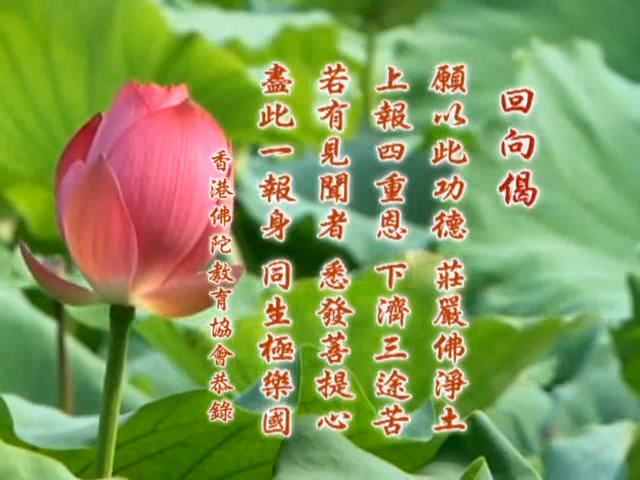 回向偈
願以此功德 莊嚴佛淨土
上報四重恩 下濟三途苦
若有見聞者 悉發菩提心
盡此一報身 同生極樂國
香港佛陀教育協會恭錄